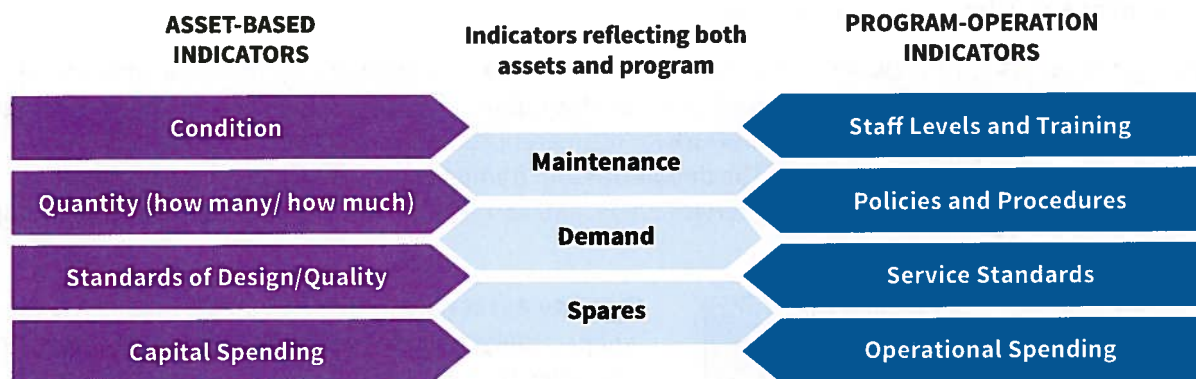 ASSET-BASED
INDICATORS
Indicators reflecting both
assets and program
PROGRAM-OPERATION
INDICATORS
Condition
Quantity (how many/ how much)
Standards of Design/Quality
Capital Spending
Maintenance
Demand
Spares
Staff Levels and Training
Policies and Procedures
Service Standards
Operational Spending